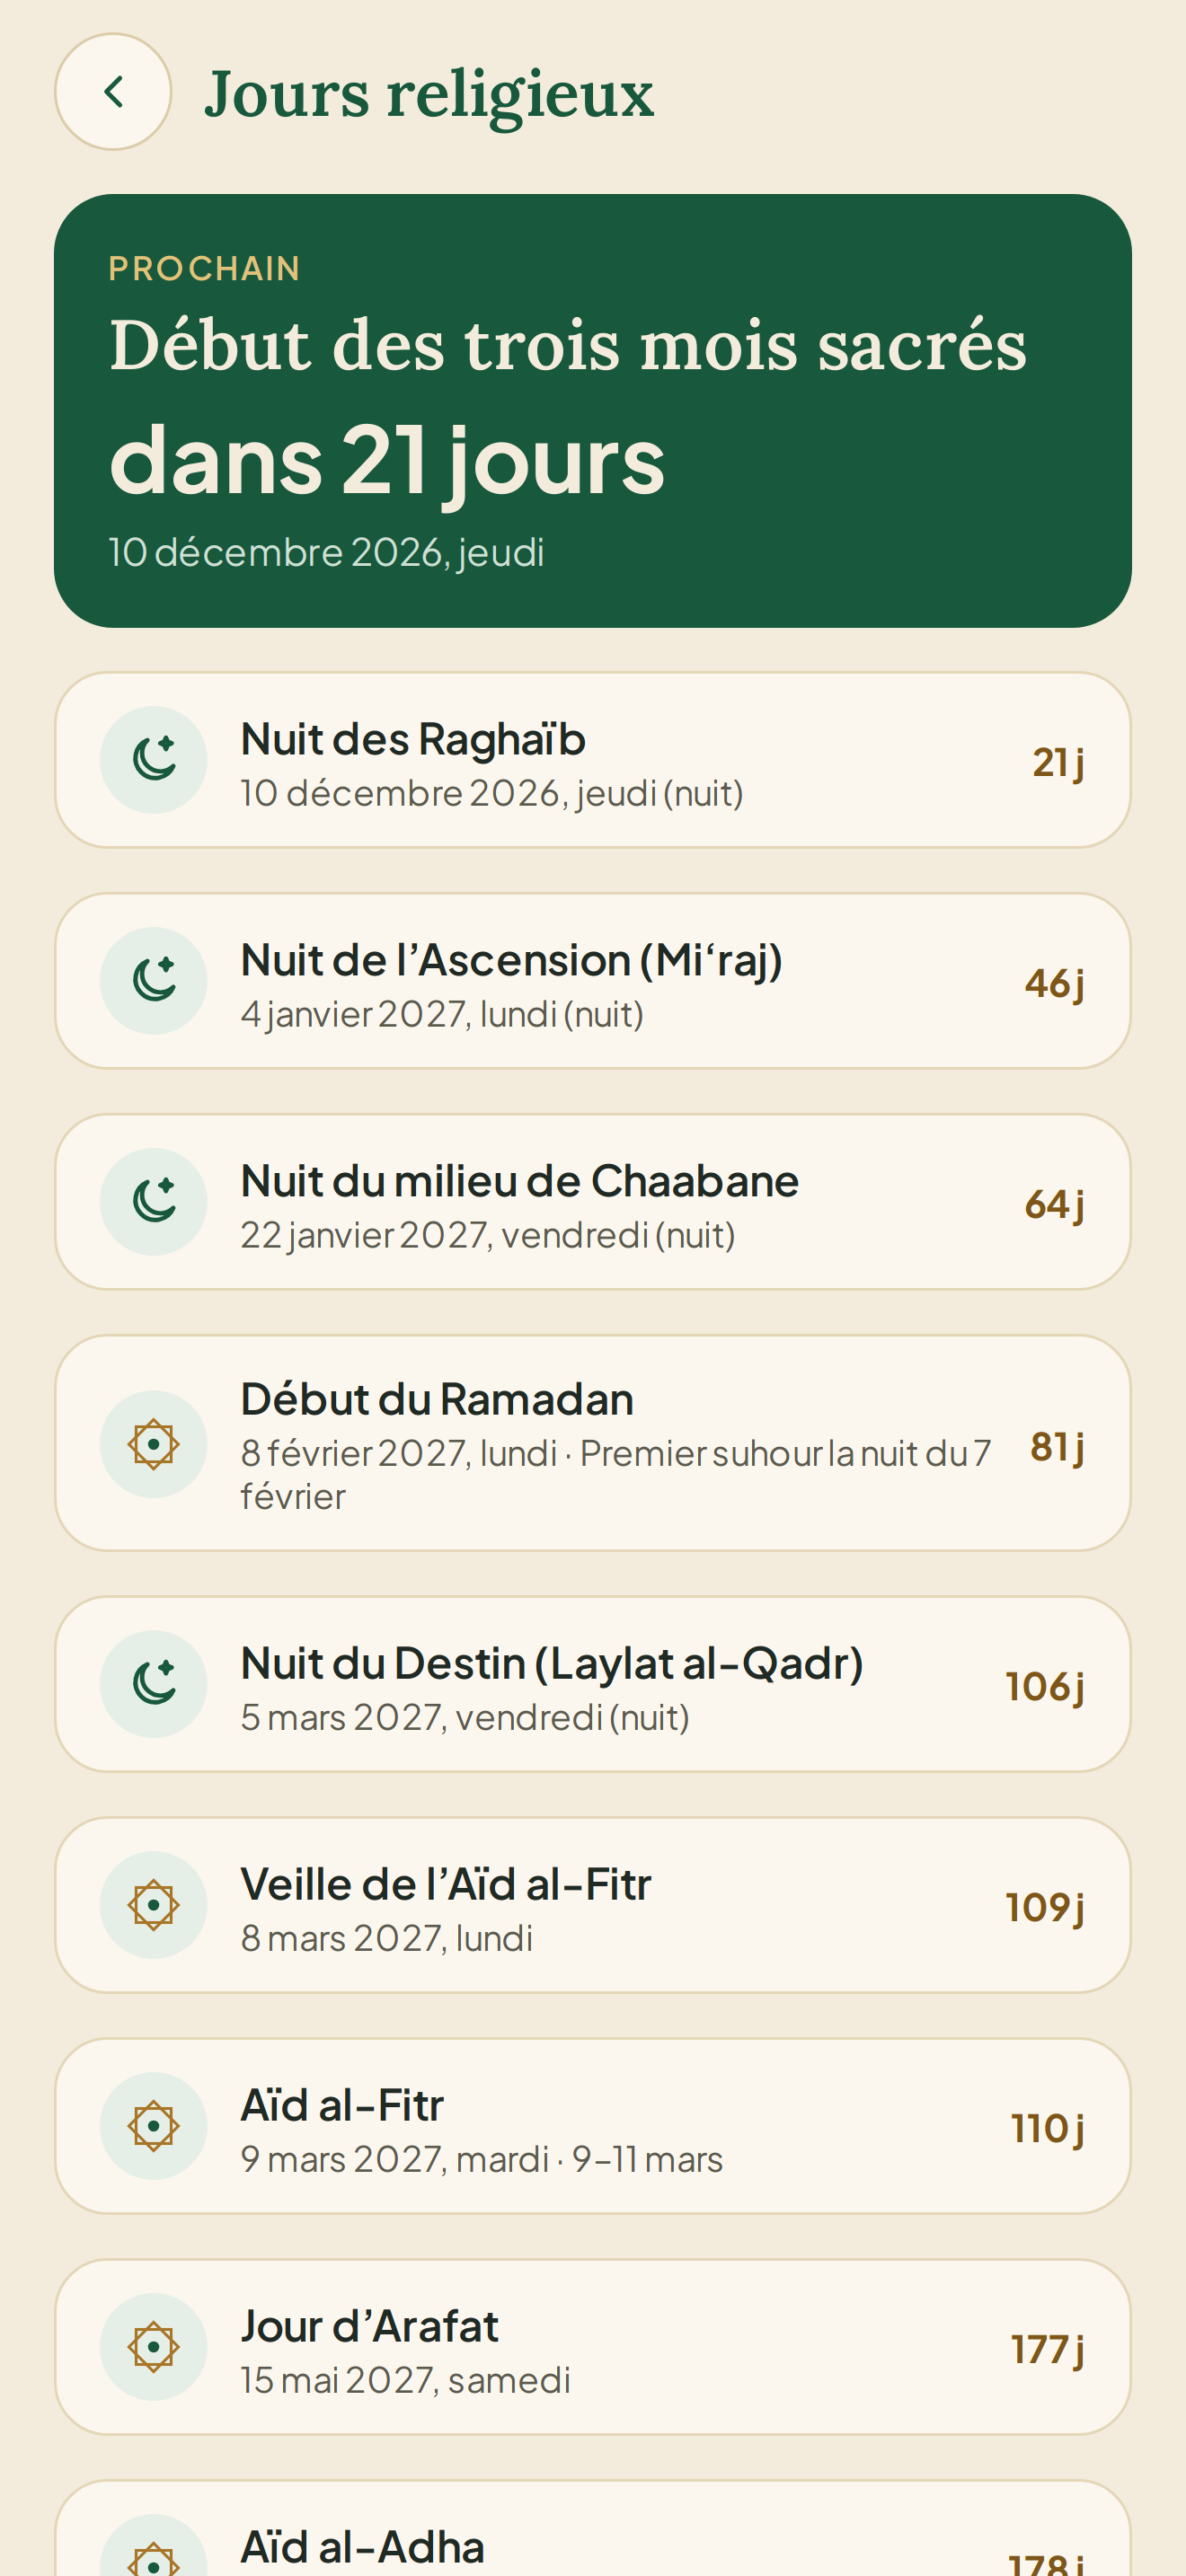 Jours religieux
PROCHAIN
Début des trois mois sacrés
dans 21 jours
10 décembre 2026, jeudi
Nuit des Raghaïb
10 décembre 2026, jeudi (nuit)
21 j
Nuit de l’Ascension (Mi‘raj)
4 janvier 2027, lundi (nuit)
46 j
Nuit du milieu de Chaabane
22 janvier 2027, vendredi (nuit)
64 j
Début du Ramadan
8 février 2027, lundi · Premier suhour la nuit du 7
février
81 j
Nuit du Destin (Laylat al-Qadr)
5 mars 2027, vendredi (nuit)
106 j
Veille de l’Aïd al-Fitr
8 mars 2027, lundi
109 j
Aïd al-Fitr
9 mars 2027, mardi · 9–11 mars
110 j
Jour d’Arafat
15 mai 2027, samedi
177 j
Aïd al-Adha
178 j